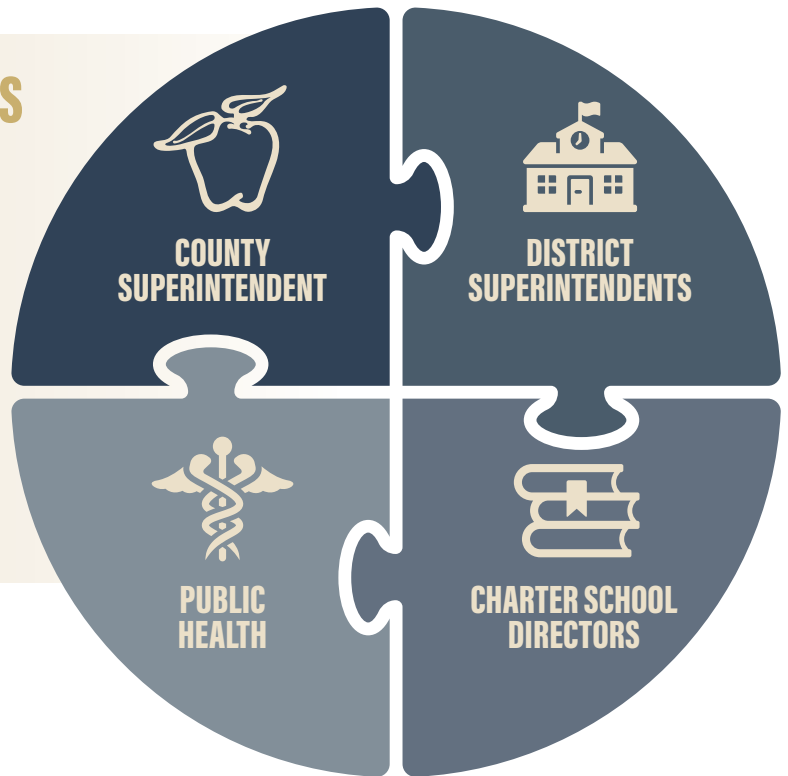 S
COUNTY
SUPERINTENDENT
DISTRICT
SUPERINTENDENTS
PUBLIC
HEALTH
CHARTER SCHOOL
DIRECTORS